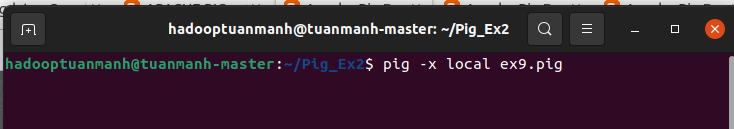 hadooptuanmanh@tuanmanh-master: ~/Pig_Ex2
hadooptuanmanh@tuanmanh-master:~/Pig_Ex2$ pig -x local ex9.pig